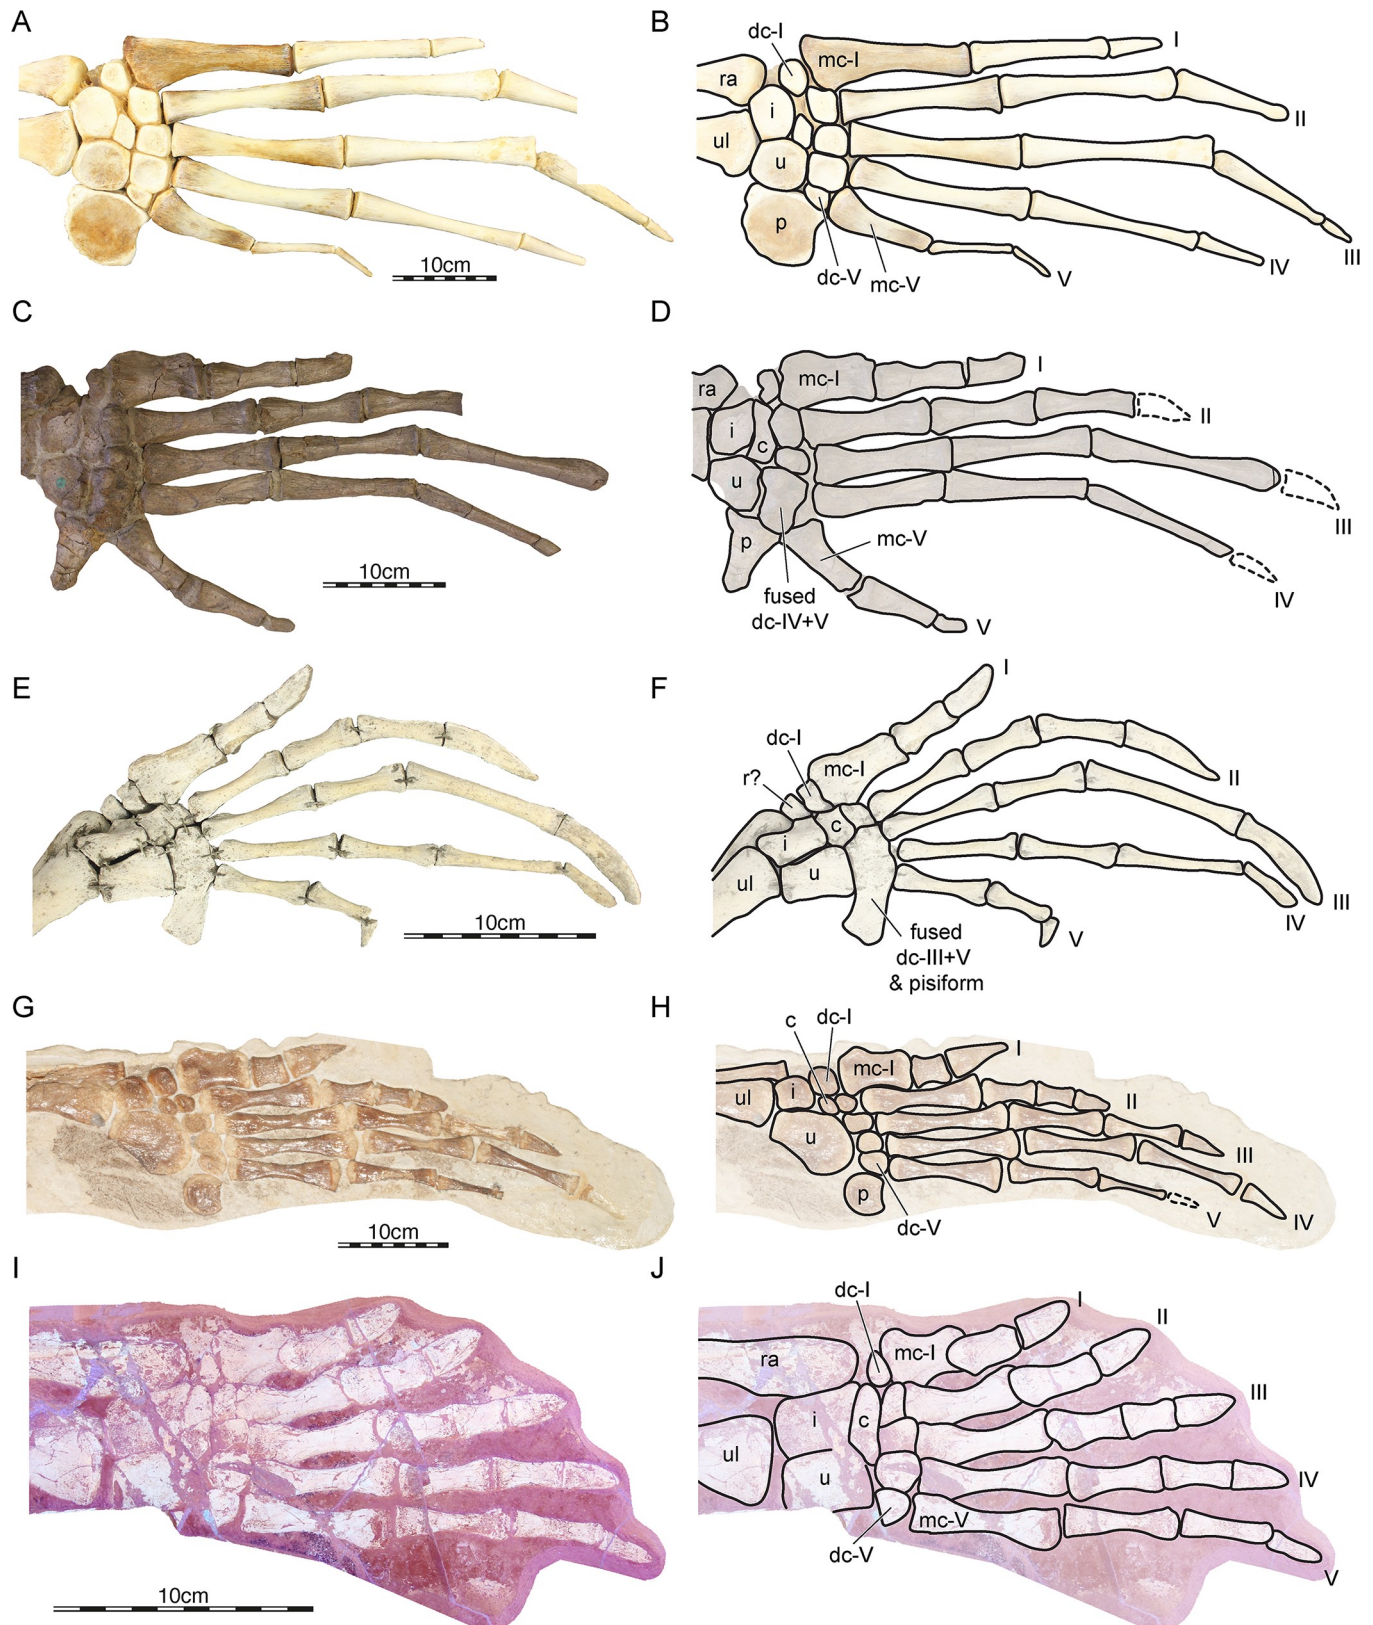 A
10cm
B
dc-I
mc-I
ra
i
ul
u
p
dc-V
mc-V
I
II
III
IV
V
C
10cm
D
ra
mc-I
i
c
u
p
mc-V
fused
dc-IV+V
I
II
III
IV
V
E
10cm
F
dc-I
r?
mc-I
c
i
ul
u
fused
dc-III+V
& pisiform
I
II
III
IV
V
G
10cm
H
c
dc-I
mc-I
i
ul
u
p
dc-V
I
II
III
IV
V
I
10cm
J
dc-I
ra
mc-I
i
c
ul
u
mc-V
dc-V
I
II
III
IV
V